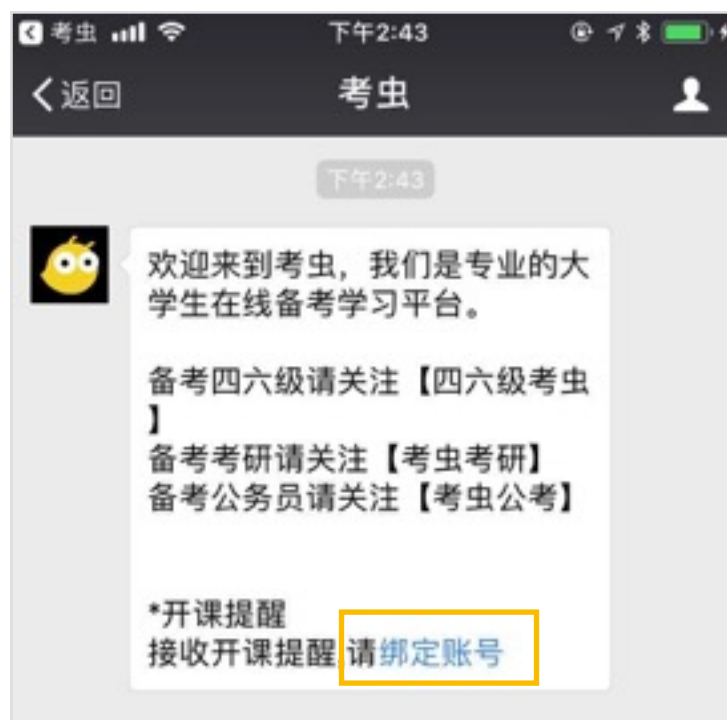 考虫 下午2:43
返回 考虫
下午2:43
欢迎来到考虫，我们是专业的大
学生在线备考学习平台。
备考四六级请关注【四六级考虫
】
备考考研请关注【考虫考研】
备考公务员请关注【考虫公考】
*开课提醒
接收开课提醒,请绑定账号